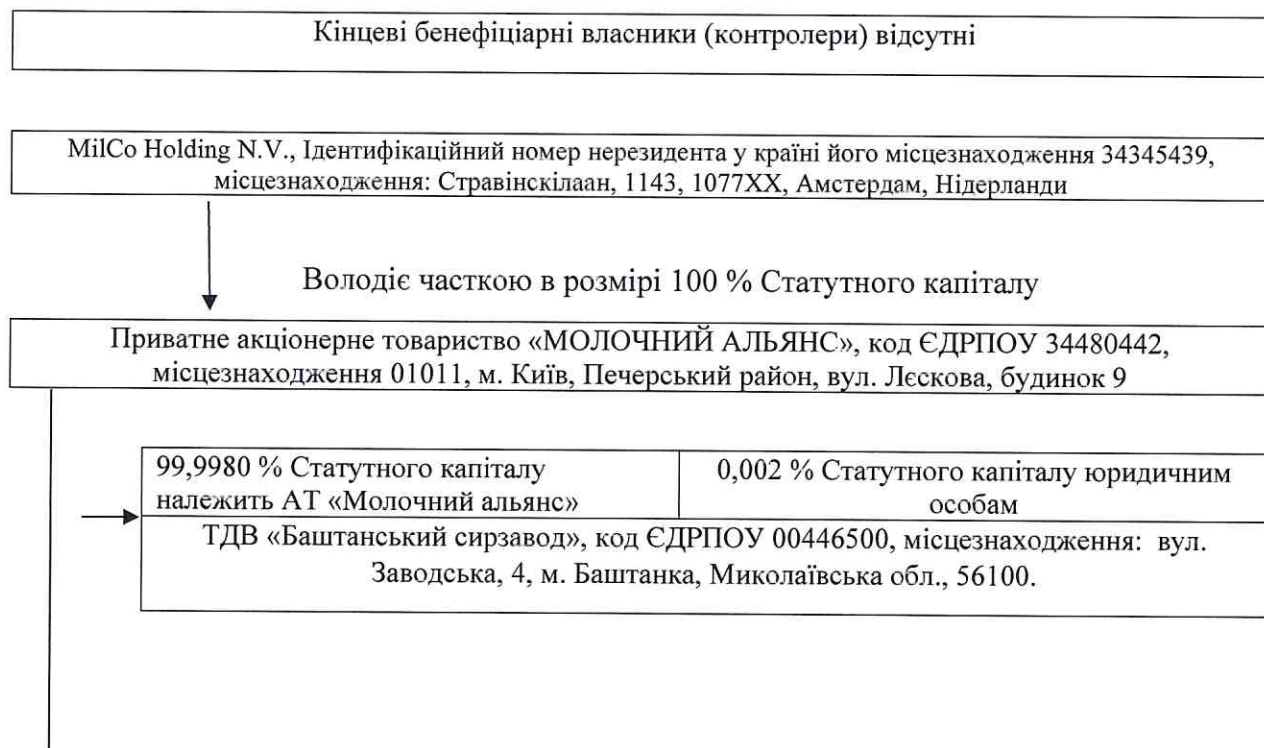 Кінцеві бенефіціарні власники (контролери) відсутні
MilCo Holding N.V., Ідентифікаційний номер нерезидента у країні його місцезнаходження 34345439,
місцезнаходження: Стравінскілаан, 1143, 1077XX, Амстердам, Нідерланди
Володіє часткою в розмірі 100 % Статутного капіталу
Приватне акціонерне товариство «МОЛОЧНИЙ АЛЬЯНС», код ЄДРПОУ 34480442,
місцезнаходження 01011, м. Київ, Печерський район, вул. Лєскова, будинок 9
99,9980 % Статутного капіталу
належить АТ «Молочний альянс»
0,002 % Статутного капіталу юридичним
особам
ТДВ «Баштанський сирзавод», код ЄДРПОУ 00446500, місцезнаходження: вул.
Заводська, 4, м. Баштанка, Миколаївська обл., 56100.